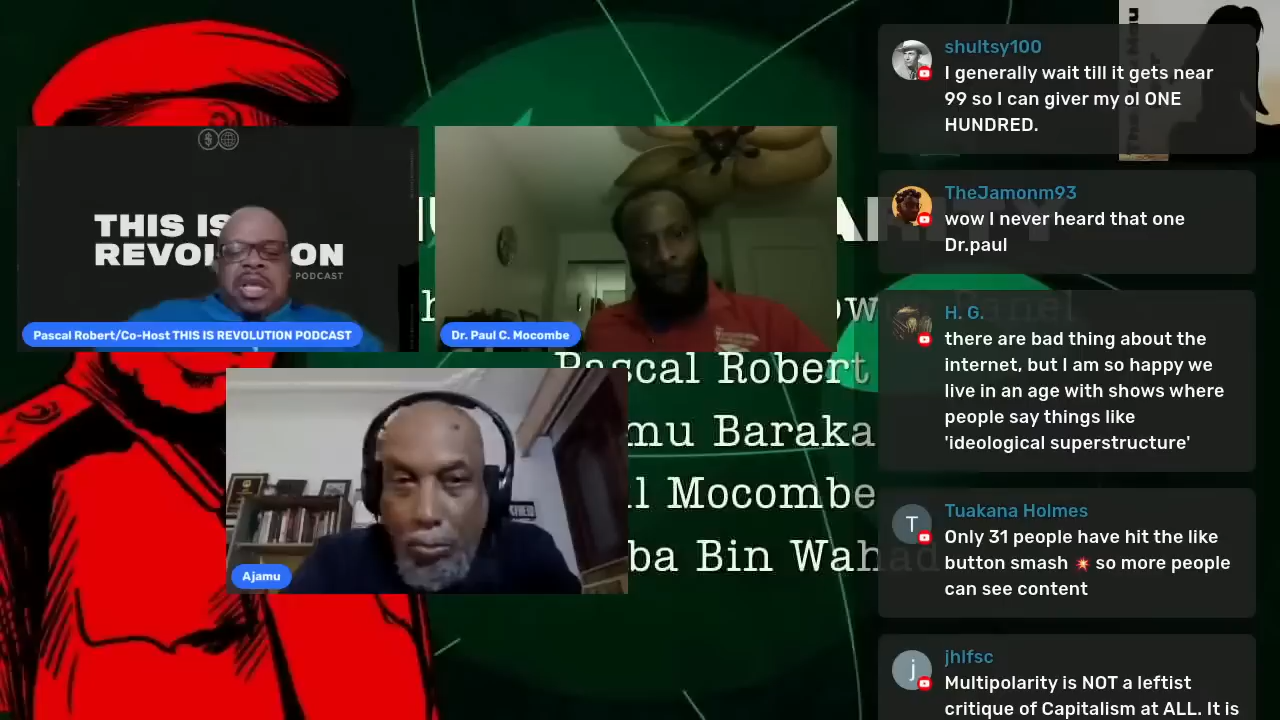 THIS IS
REVOL ON
PODCAST
Pascal Robert/Co-Host THIS IS REVOLUTION PODCAST
Dr. Paul C. Mocombe
Ajamu
Pascal Robert
mu Baraka
l Mocombe
ba Bin Wahad
shultsy100
I generally wait till it gets near
99 so I can giver my ol ONE
HUNDRED.
TheJamonm93
wow I never heard that one
Dr.paul
H. G.
there are bad thing about the
internet, but I am so happy we
live in an age with shows where
people say things like
'ideological superstructure'
T
Tuakana Holmes
Only 31 people have hit the like
button smash 💥 so more people
can see content
j
jhlfsc
Multipolarity is NOT a leftist
critique of Capitalism at ALL. It is